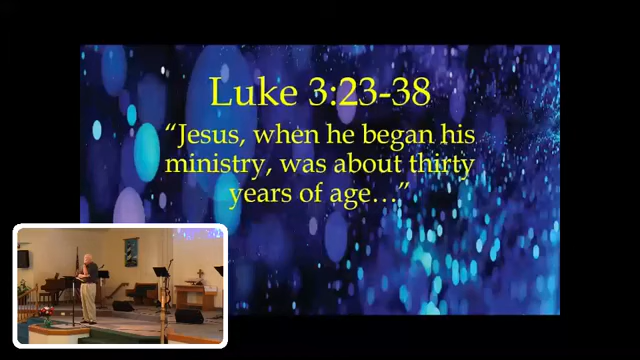 Luke 3:23-38
“Jesus, when he began his
ministry, was about thirty
years of age…”